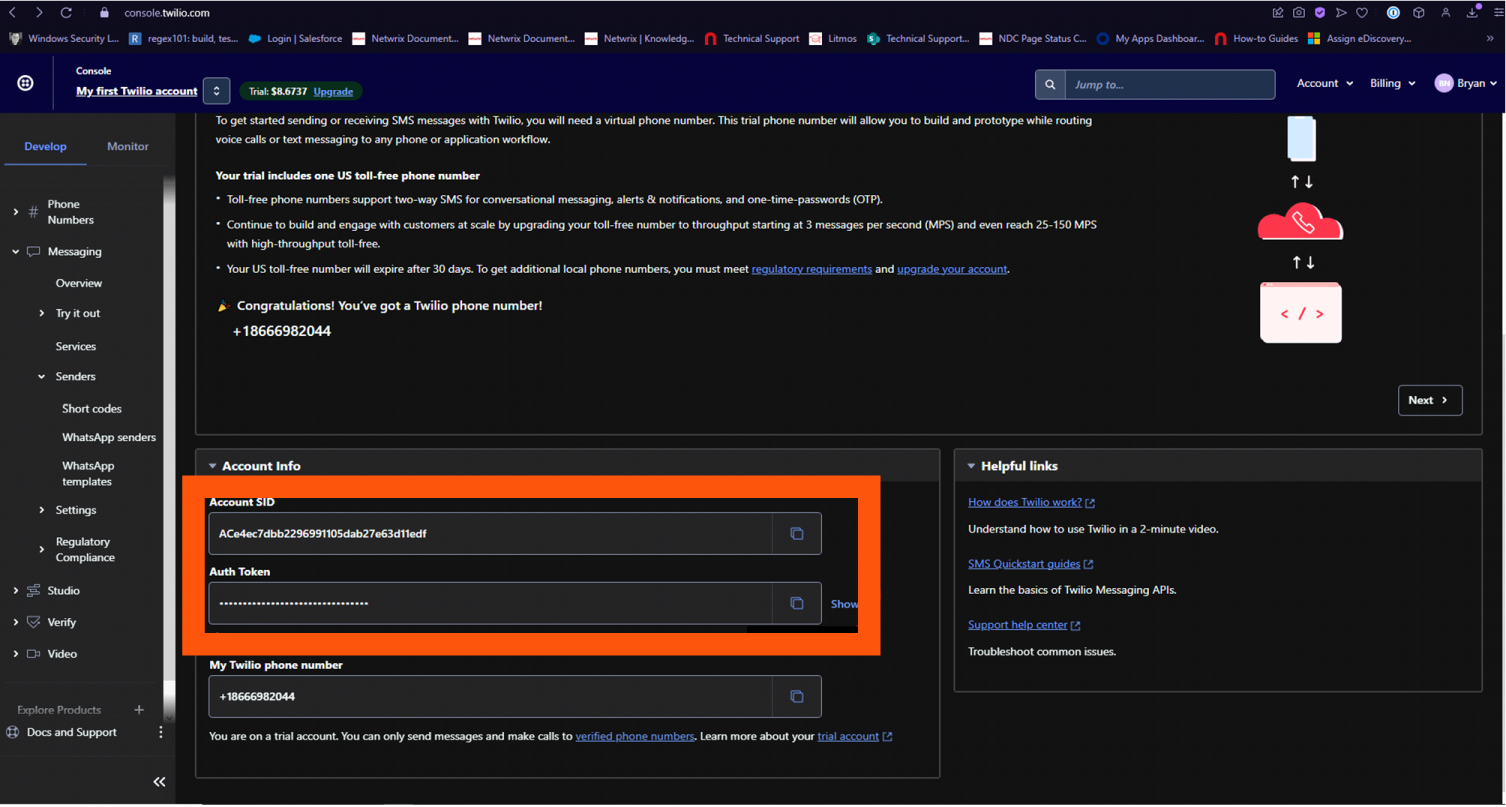 console.twilio.com
Windows Security L... regex101: build, tes... Login | Salesforce Netwrix Document... Netwrix Document... Netwrix | Knowledg... Technical Support Litmos Technical Support... NDC Page Status C... My Apps Dashboar... How-to Guides Assign eDiscovery...
Console
My first Twilio account
Trial: $8.6737 Upgrade
Jump to...
Account
Billing
BN Bryan
Develop
Monitor
# Phone
Numbers
Messaging
Overview
Try it out
Services
Senders
Short codes
WhatsApp senders
WhatsApp
templates
Settings
Regulatory
Compliance
Studio
Verify
Video
Explore Products +
Docs and Support
To get started sending or receiving SMS messages with Twilio, you will need a virtual phone number. This trial phone number will allow you to build and prototype while routing
voice calls or text messaging to any phone or application workflow.
Your trial includes one US toll-free phone number
• Toll-free phone numbers support two-way SMS for conversational messaging, alerts & notifications, and one-time-passwords (OTP).
• Continue to build and engage with customers at scale by upgrading your toll-free number to throughput starting at 3 messages per second (MPS) and even reach 25-150 MPS
with high-throughput toll-free.
• Your US toll-free number will expire after 30 days. To get additional local phone numbers, you must meet regulatory requirements and upgrade your account.
Congratulations! You've got a Twilio phone number!
+18666982044
< / >
Next
Account Info
Account SID
ACe4ec7dbb2296991105dab27e63d11edf
Auth Token
••••••••••••••••••••••••••••••••
Show
My Twilio phone number
+18666982044
You are on a trial account. You can only send messages and make calls to verified phone numbers. Learn more about your trial account
Helpful links
How does Twilio work?
Understand how to use Twilio in a 2-minute video.
SMS Quickstart guides
Learn the basics of Twilio Messaging APIs.
Support help center
Troubleshoot common issues.